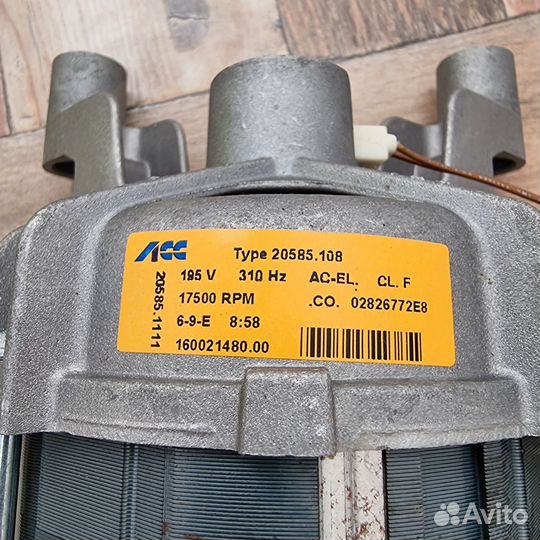 ACC Type 20585.108
195 V 310 Hz AC-EL. CL. F
17500 RPM .CO. 02826772E8
6-9-E 8:58
160021480.00
20585.1111
Avito